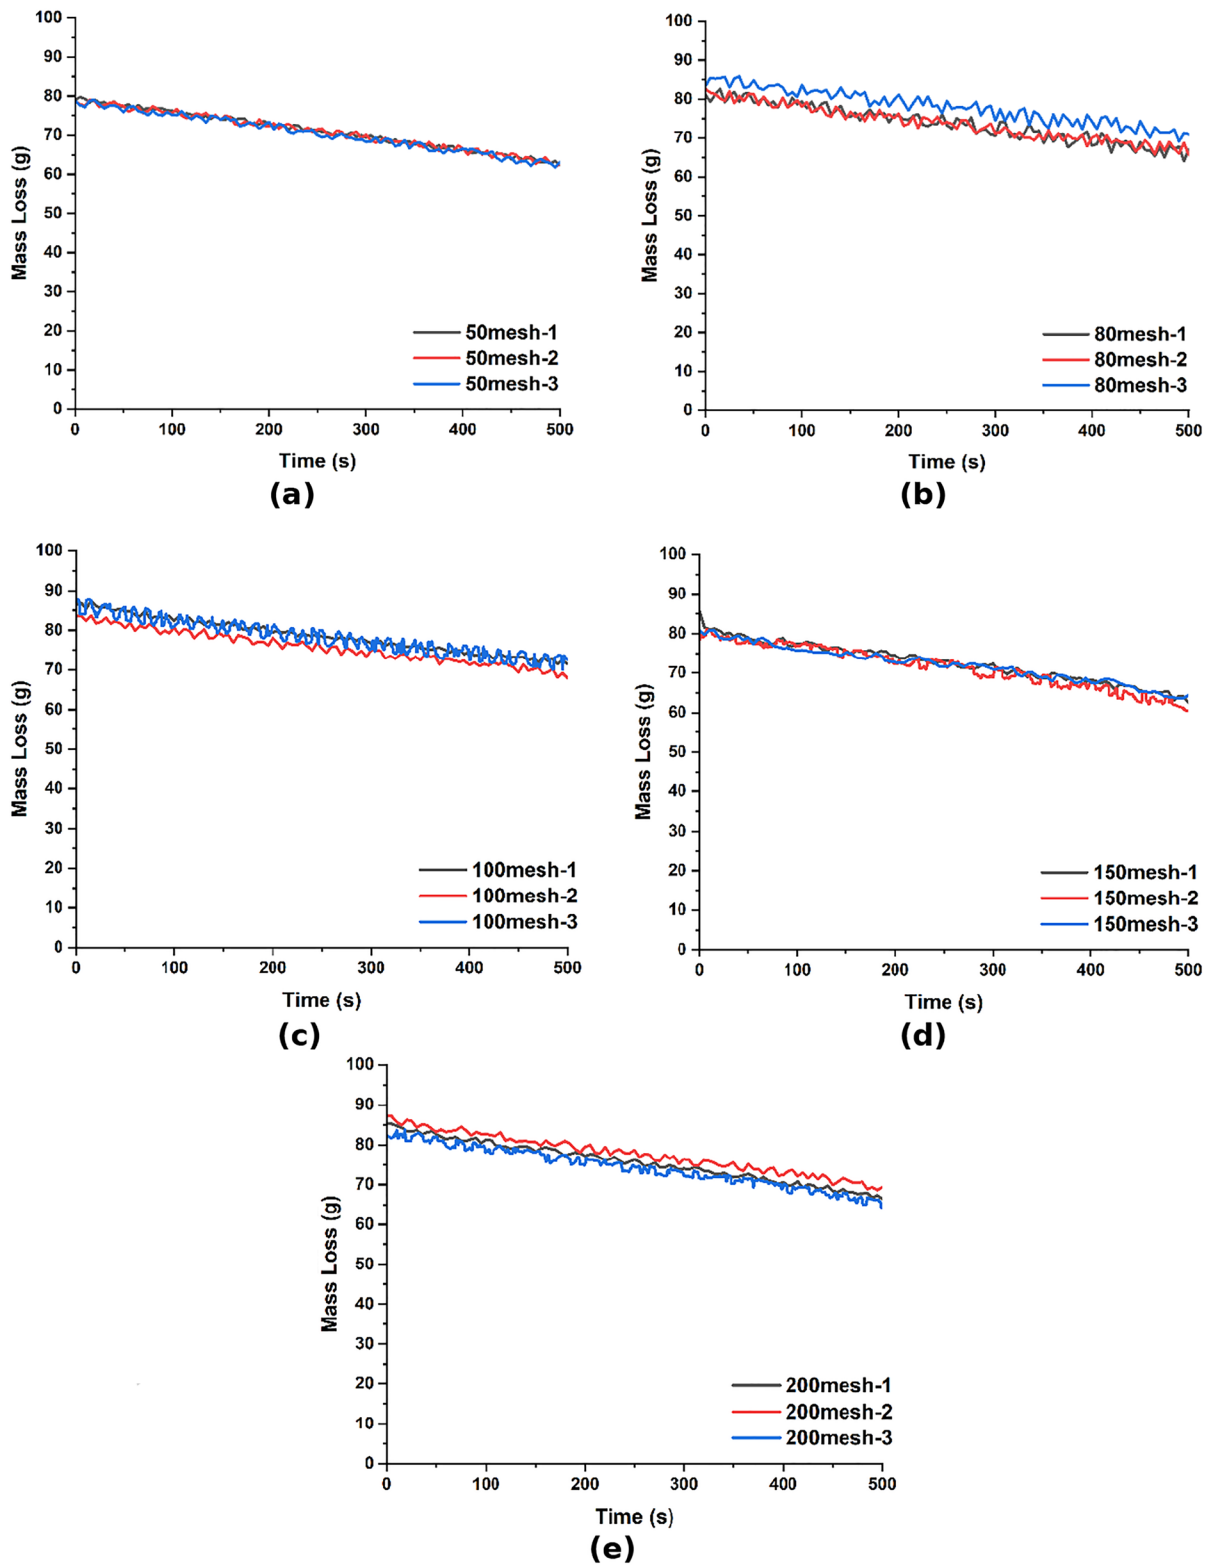 100
90
80
70
60
50
40
30
20
10
0
Mass Loss (g)
50mesh-1
50mesh-2
50mesh-3
0 100 200 300 400 500
Time (s)
(a)
100
90
80
70
60
50
40
30
20
10
0
Mass Loss (g)
80mesh-1
80mesh-2
80mesh-3
0 100 200 300 400 500
Time (s)
(b)
100
90
80
70
60
50
40
30
20
10
0
Mass Loss (g)
100mesh-1
100mesh-2
100mesh-3
0 100 200 300 400 500
Time (s)
(c)
100
90
80
70
60
50
40
30
20
10
0
Mass Loss (g)
150mesh-1
150mesh-2
150mesh-3
0 100 200 300 400 500
Time (s)
(d)
100
90
80
70
60
50
40
30
20
10
0
Mass Loss (g)
200mesh-1
200mesh-2
200mesh-3
0 100 200 300 400 500
Time (s)
(e)